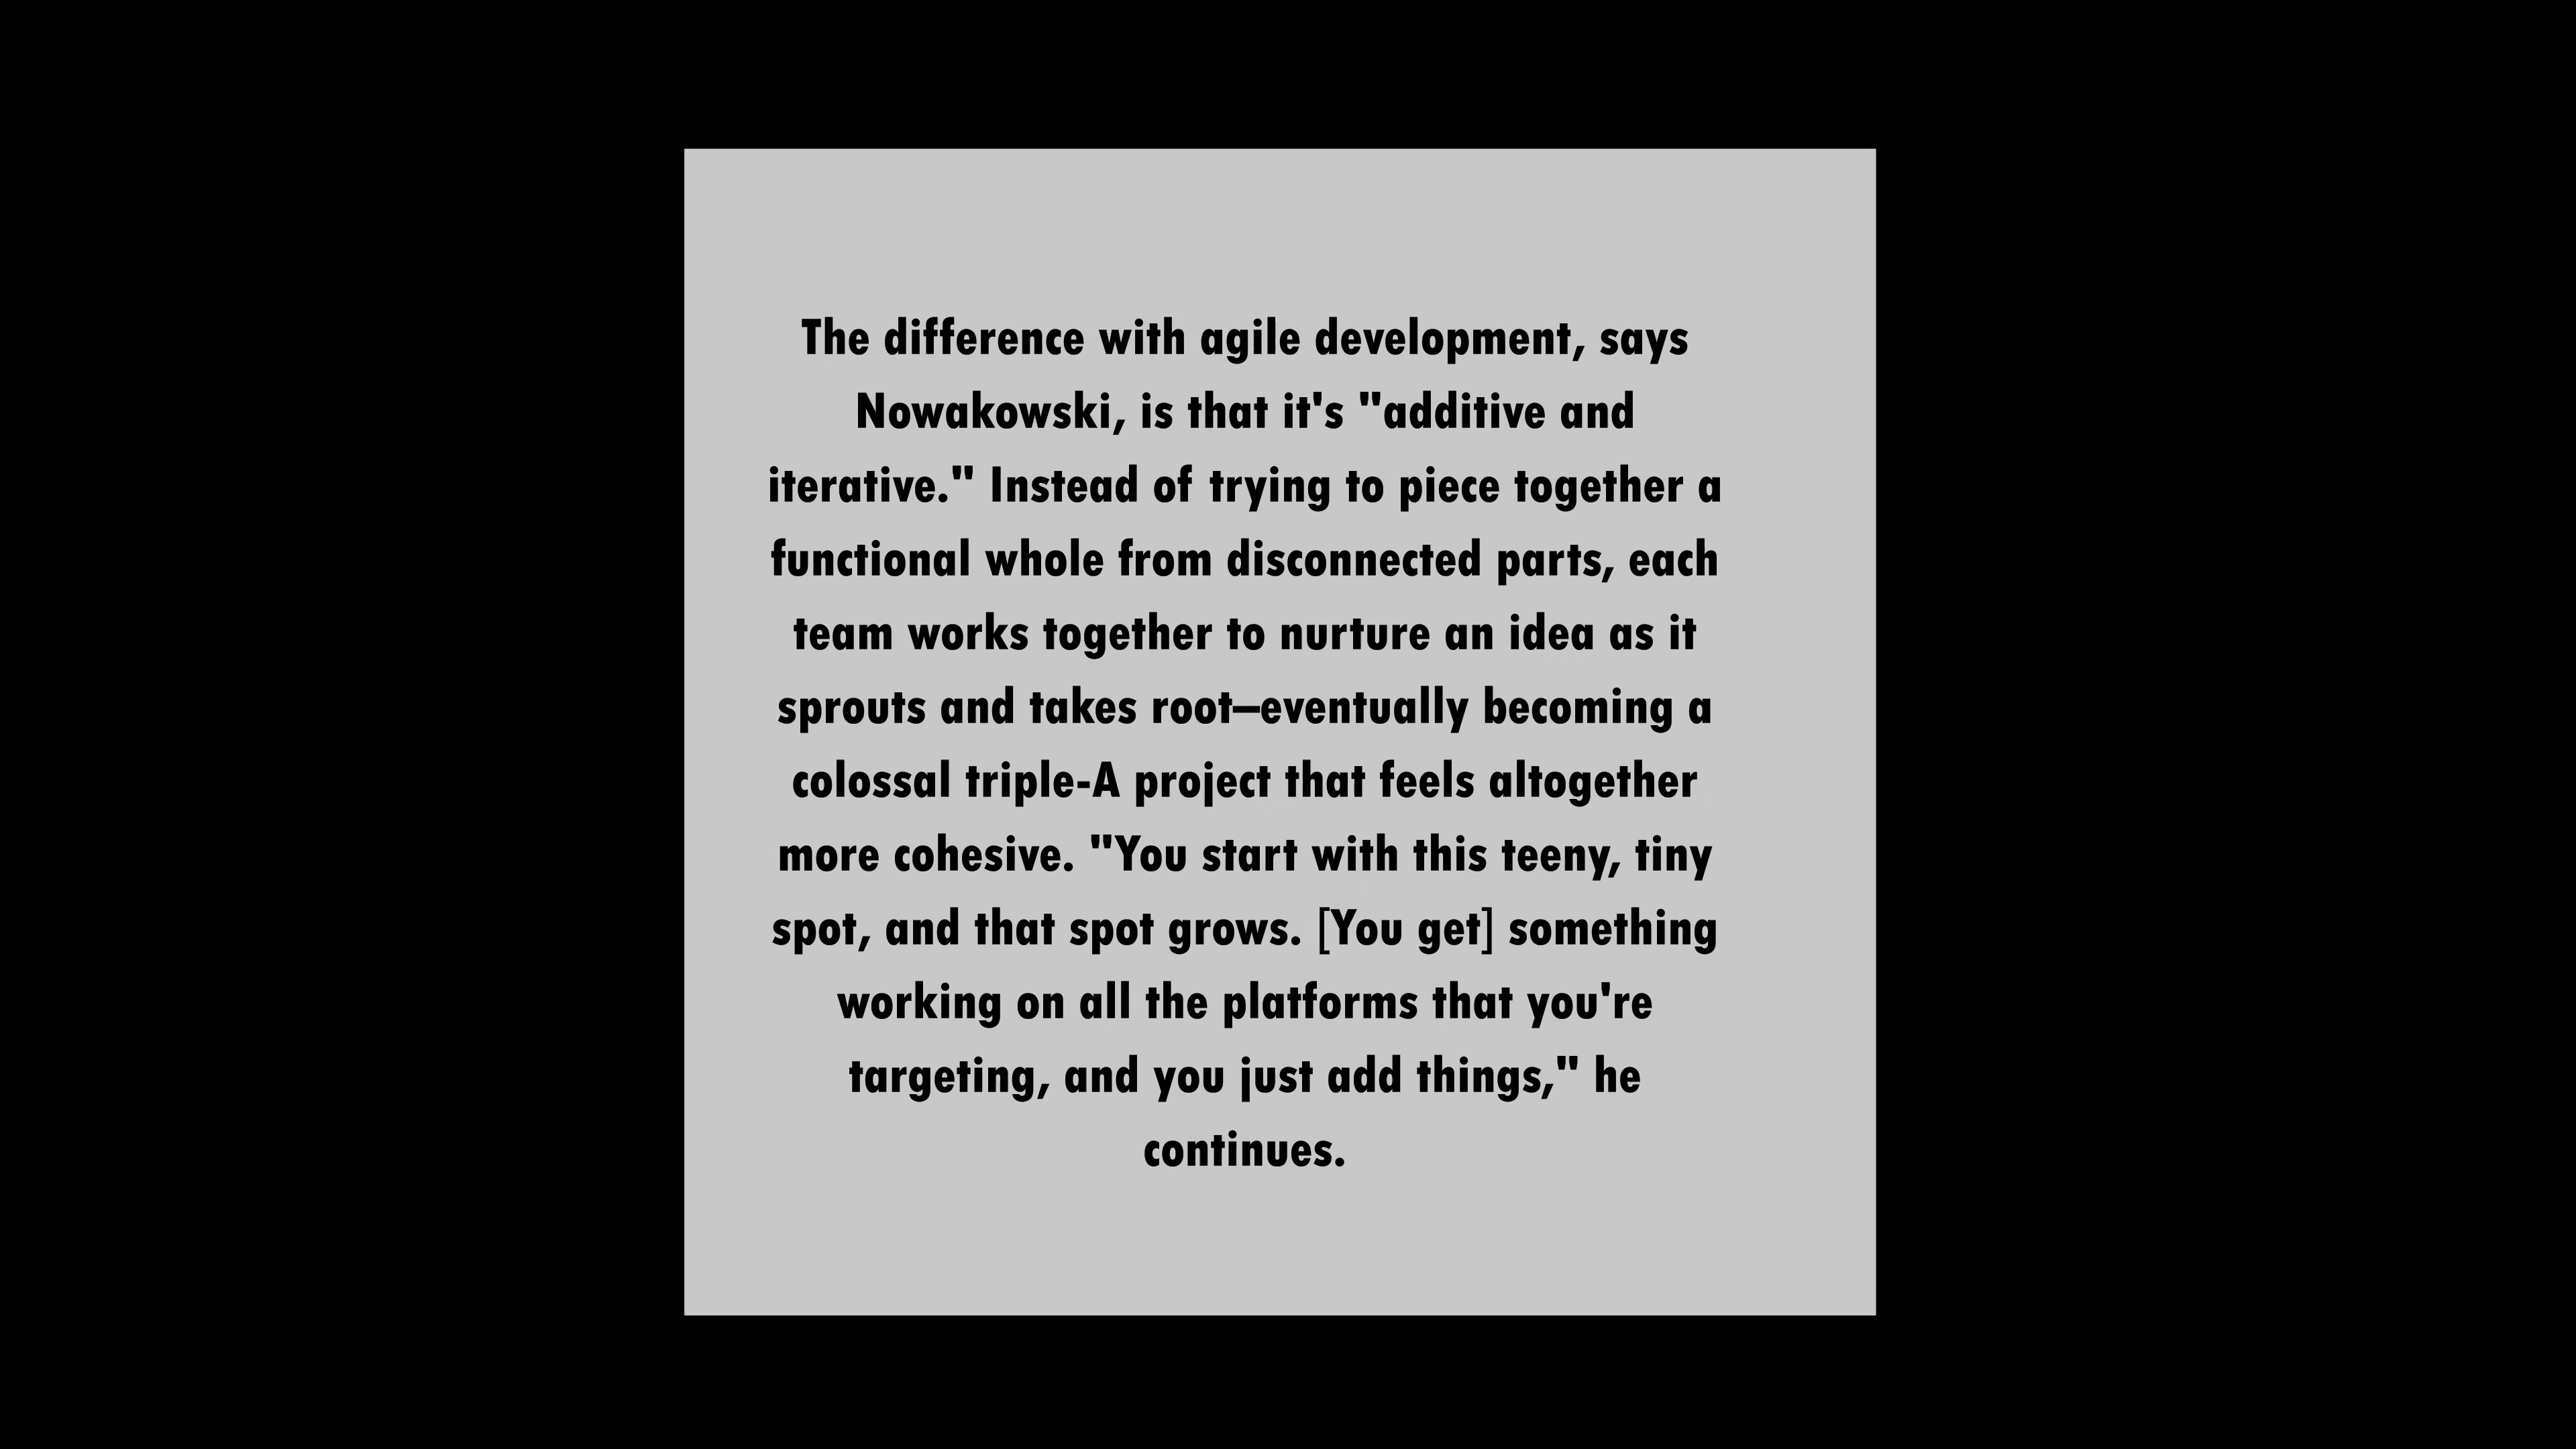 The difference with agile development, says
Nowakowski, is that it's "additive and
iterative." Instead of trying to piece together a
functional whole from disconnected parts, each
team works together to nurture an idea as it
sprouts and takes root—eventually becoming a
colossal triple-A project that feels altogether
more cohesive. "You start with this teeny, tiny
spot, and that spot grows. [You get] something
working on all the platforms that you're
targeting, and you just add things," he
continues.